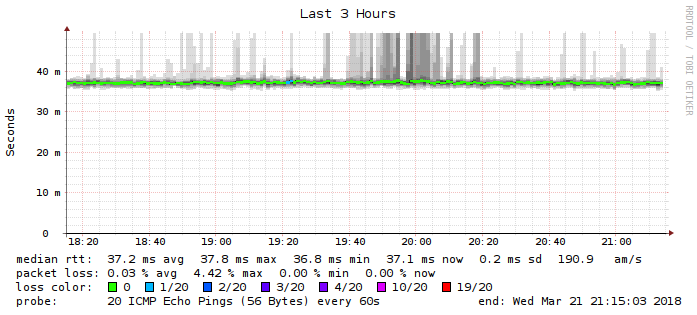 Last 3 Hours
RRDTOOL / TOBI OETIKER
Seconds
40 m
30 m
20 m
10 m
0
18:20 18:40 19:00 19:20 19:40 20:00 20:20 20:40 21:00
median rtt: 37.2 ms avg 37.8 ms max 36.8 ms min 37.1 ms now 0.2 ms sd 190.9 am/s
packet loss: 0.03 % avg 4.42 % max 0.00 % min 0.00 % now
loss color: 0 1/20 2/20 3/20 4/20 10/20 19/20
probe: 20 ICMP Echo Pings (56 Bytes) every 60s end: Wed Mar 21 21:15:03 2018